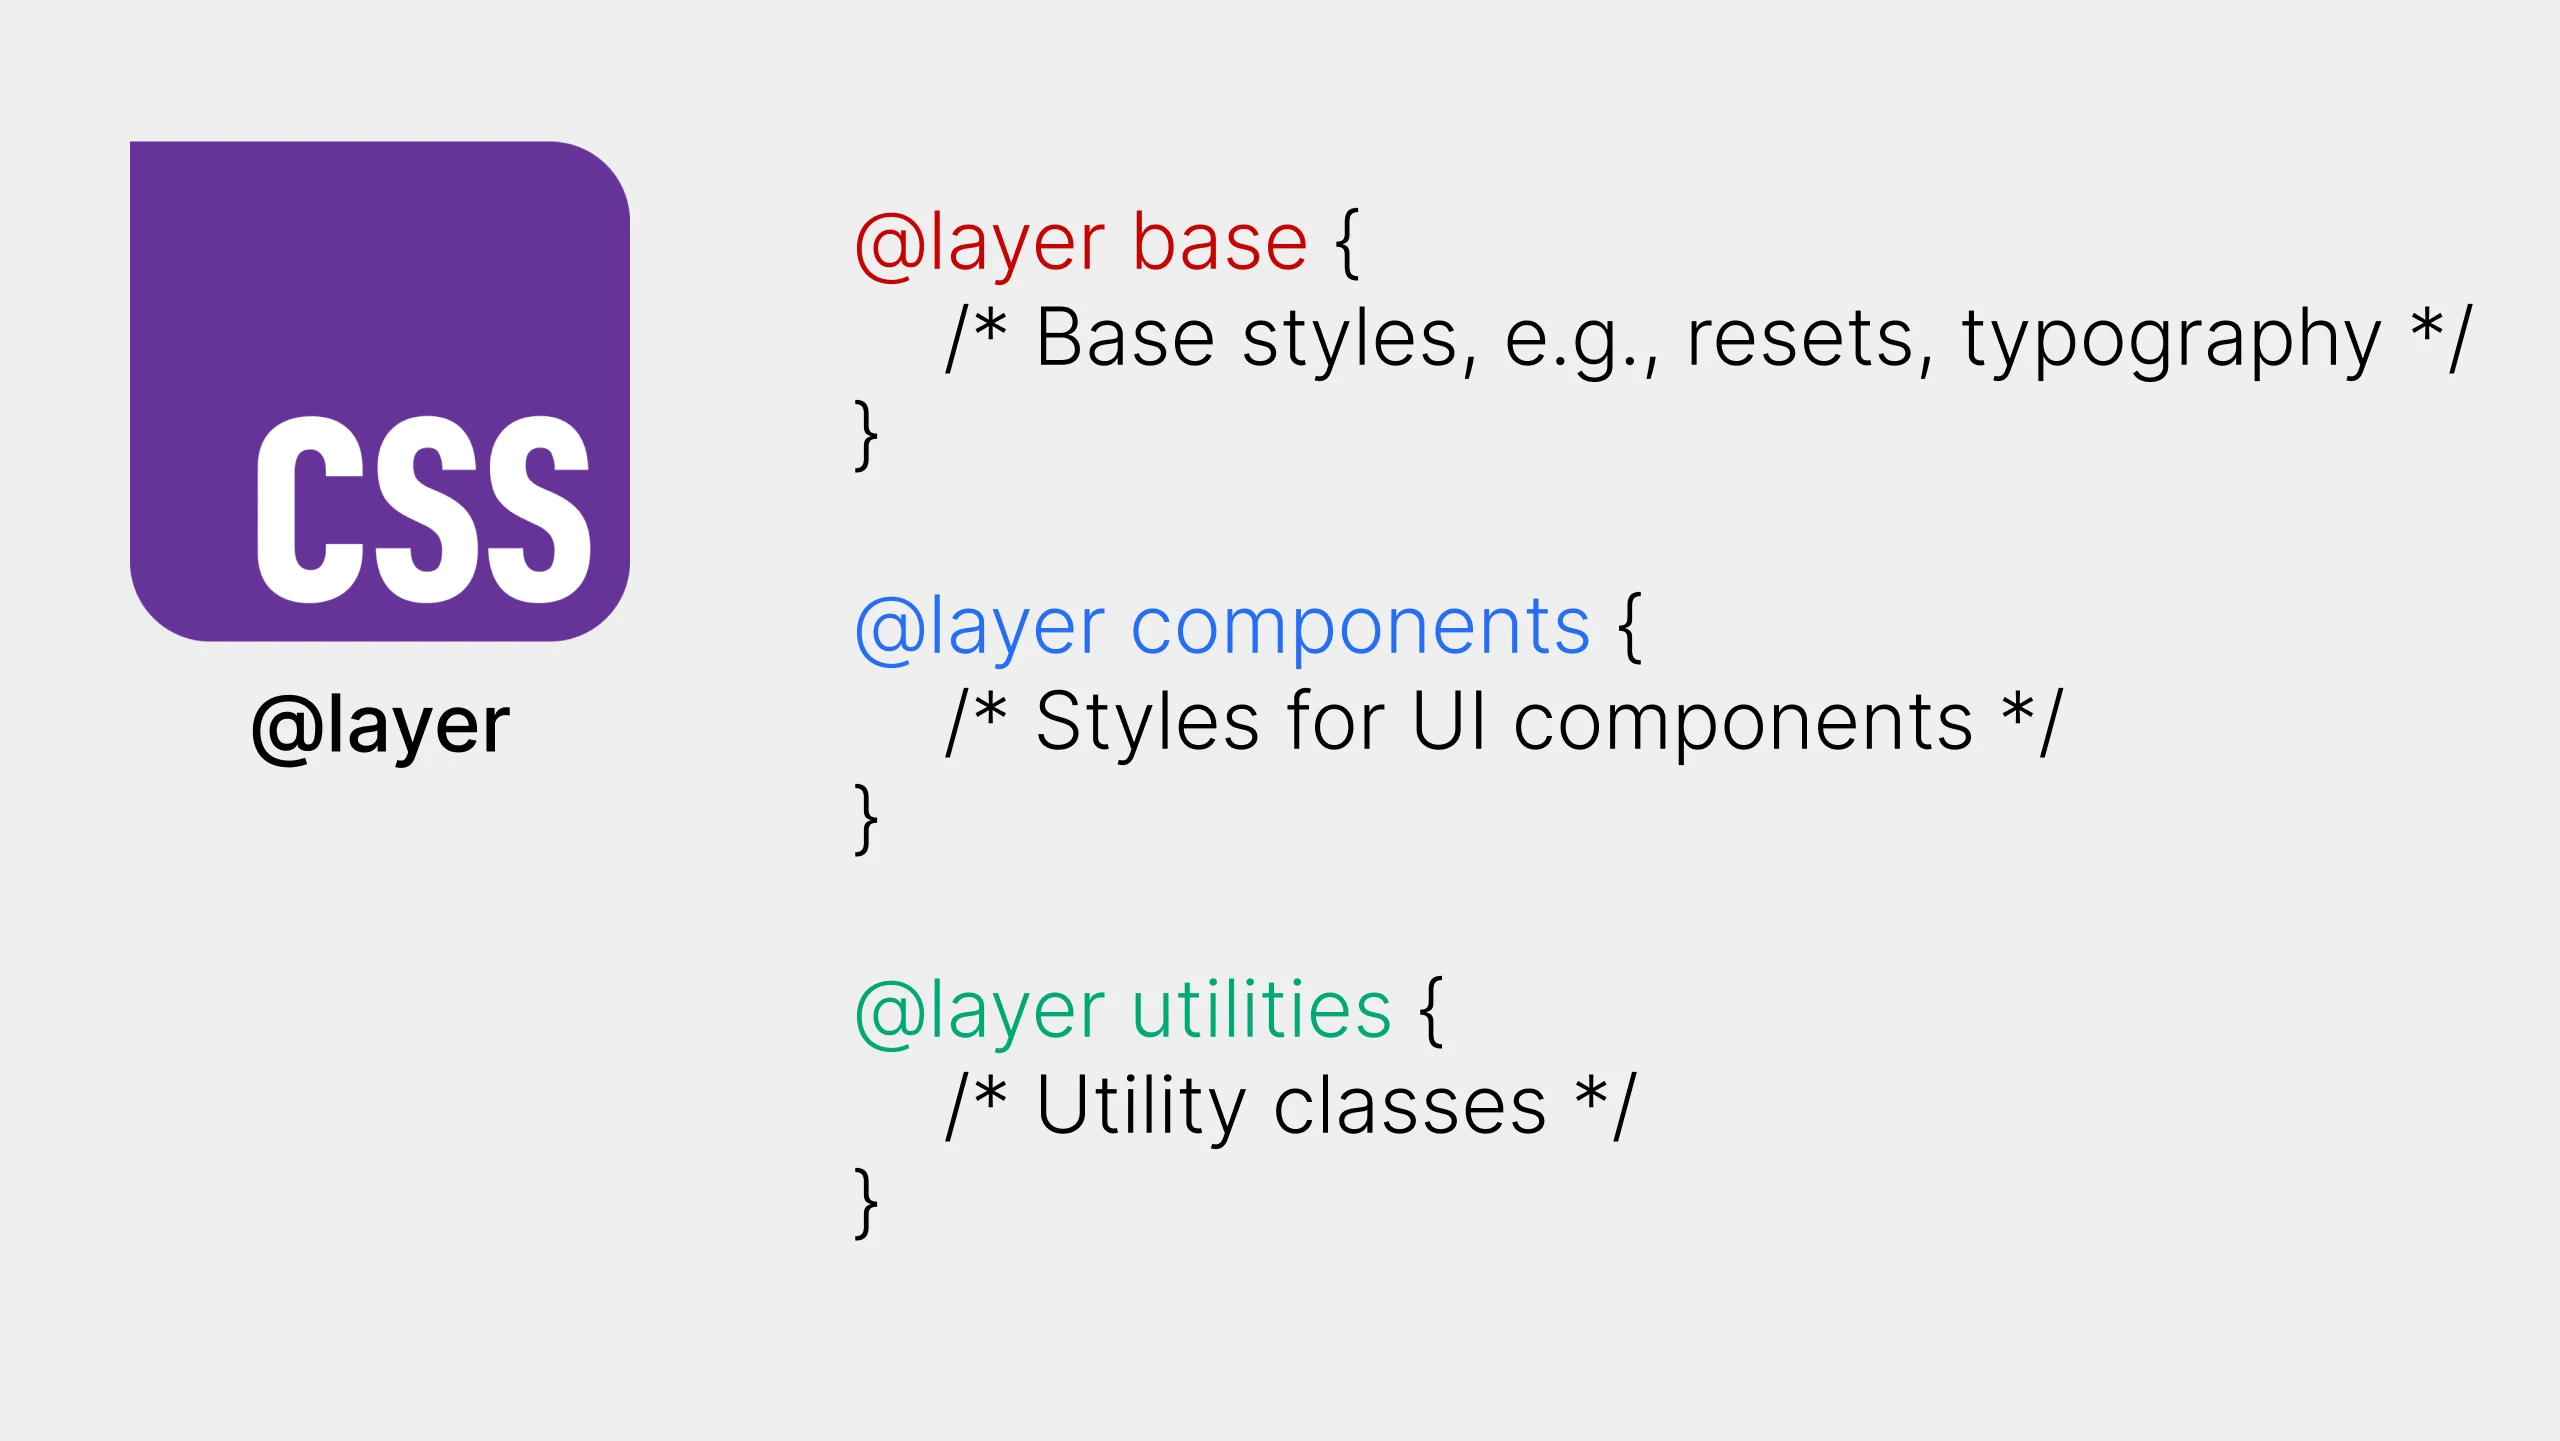 CSS
@layer
@layer base {
/* Base styles, e.g., resets, typography */
}
@layer components {
/* Styles for UI components */
}
@layer utilities {
/* Utility classes */
}